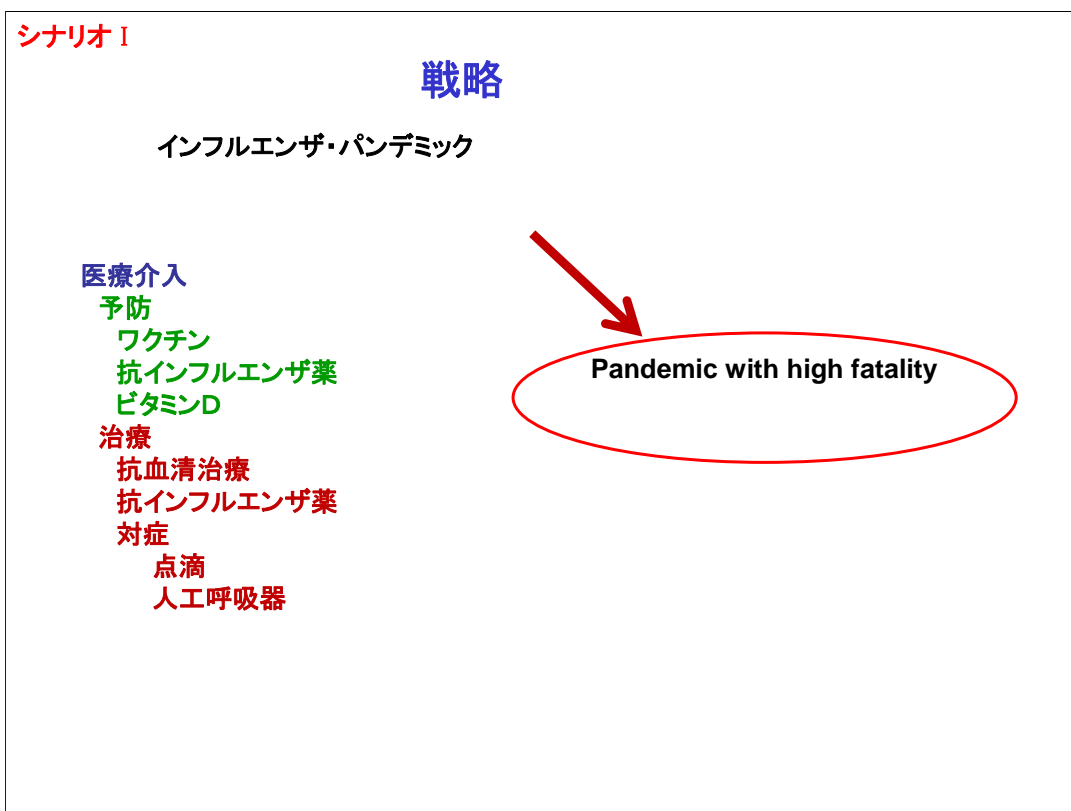 シナリオⅠ
戦略
インフルエンザ・パンデミック
医療介入
予防
ワクチン
抗インフルエンザ薬
ビタミンD
治療
抗血清治療
抗インフルエンザ薬
対症
点滴
人工呼吸器
Pandemic with high fatality